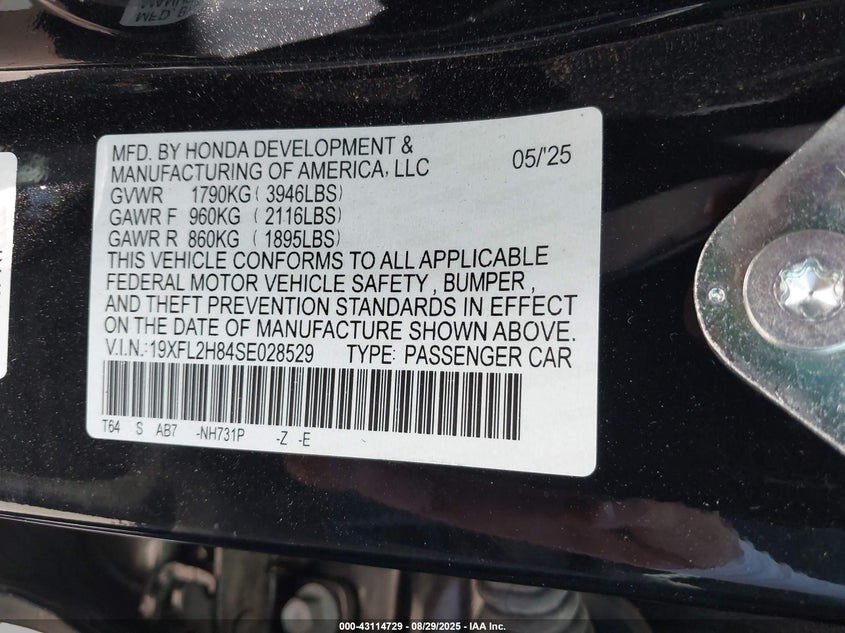 MFD. BY HONDA DEVELOPMENT &
MANUFACTURING OF AMERICA, LLC 05/'25
GVWR 1790KG ( 3946LBS)
GAWR F 960KG ( 2116LBS)
GAWR R 860KG ( 1895LBS)
THIS VEHICLE CONFORMS TO ALL APPLICABLE
FEDERAL MOTOR VEHICLE SAFETY , BUMPER ,
AND THEFT PREVENTION STANDARDS IN EFFECT
ON THE DATE OF MANUFACTURE SHOWN ABOVE.
V.I.N.:19XFL2H84SE028529 TYPE: PASSENGER CAR
T64 S AB7 -NH731P -Z -E
000-43114729 - 08/29/2025 - IAA Inc.